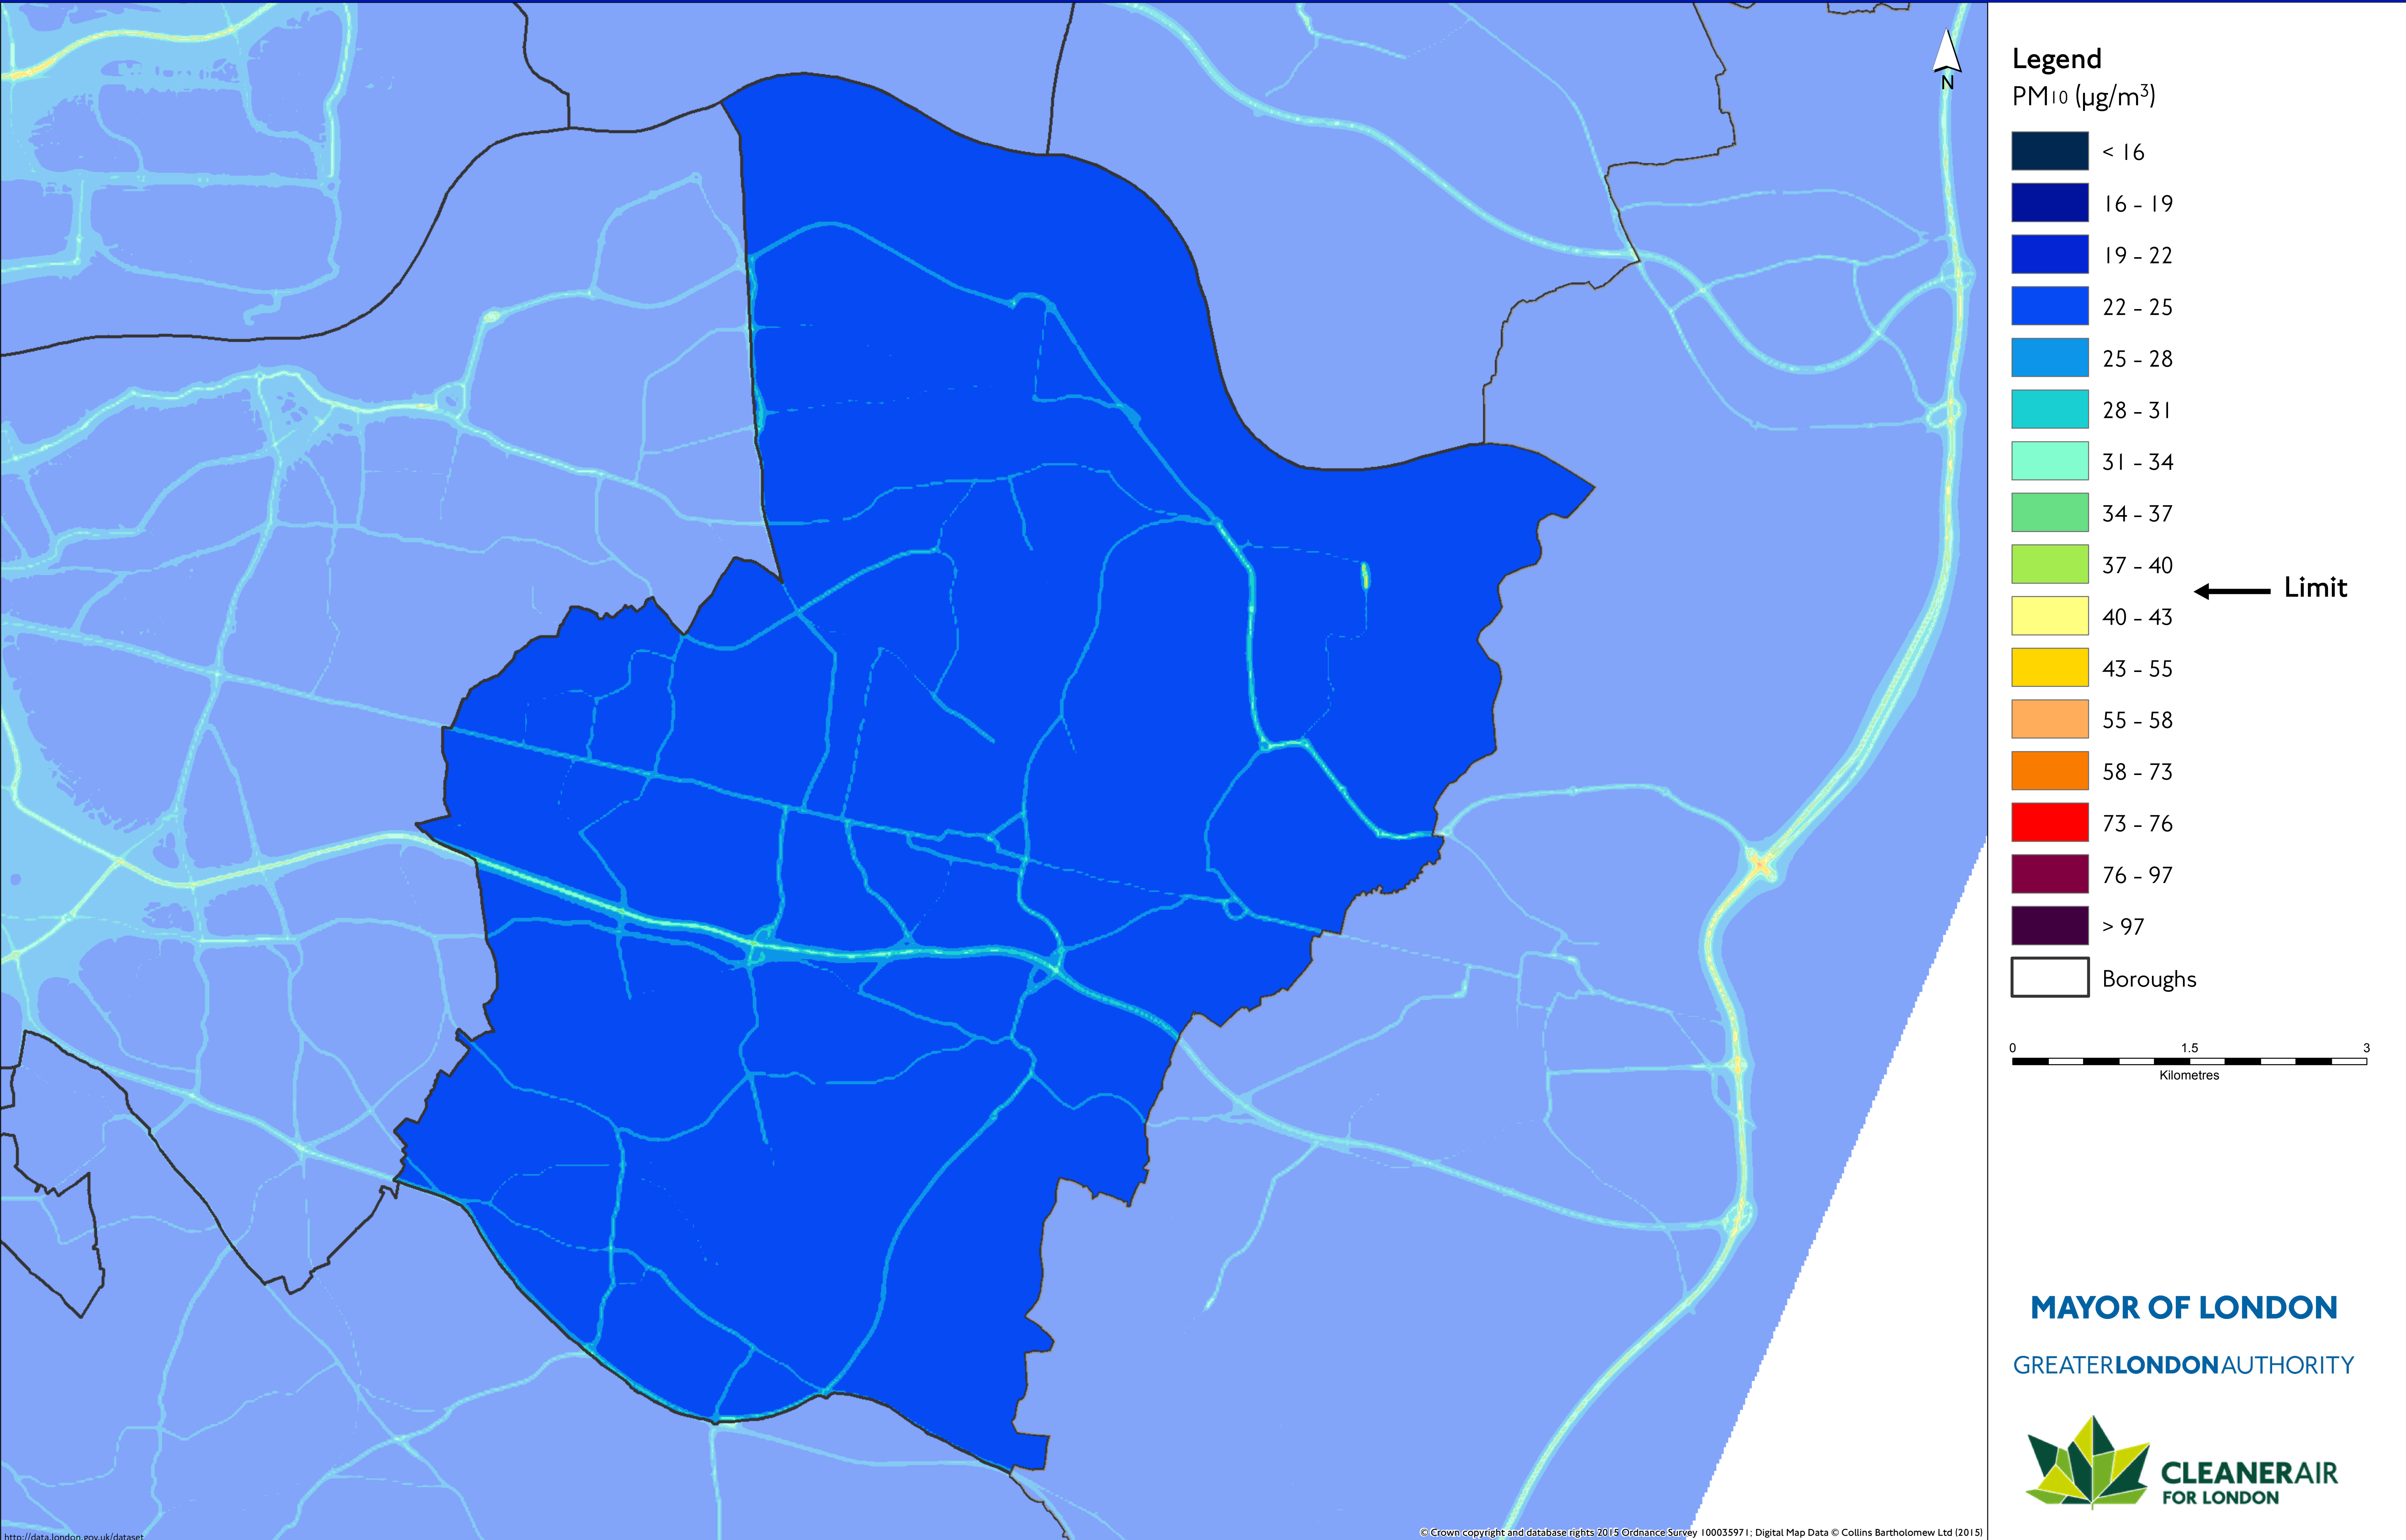 N
Legend
PM10 (µg/m3)
< 16
16 - 19
19 - 22
22 - 25
25 - 28
28 - 31
31 - 34
34 - 37
37 - 40
Limit
40 - 43
43 - 55
55 - 58
58 - 73
73 - 76
76 - 97
> 97
Boroughs
0 1.5 3
Kilometres
MAYOR OF LONDON
GREATERLONDONAUTHORITY
CLEANERAIR
FOR LONDON
http://data.london.gov.uk/dataset
© Crown copyright and database rights 2015 Ordnance Survey 100035971; Digital Map Data © Collins Bartholomew Ltd (2015)